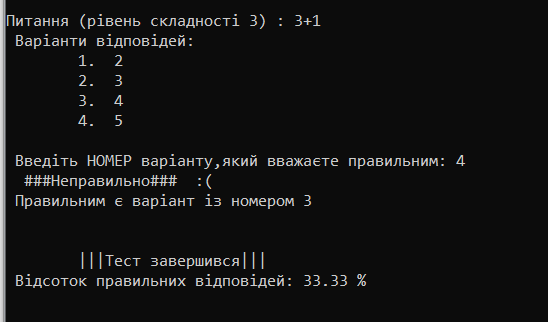 Питання (рівень складності 3) : 3+1
Варіанти відповідей:
1. 2
2. 3
3. 4
4. 5
Введіть НОМЕР варіанту,який вважаєте правильним: 4
###Неправильно### :(
Правильним є варіант із номером 3
|||Тест завершився|||
Відсоток правильних відповідей: 33.33 %